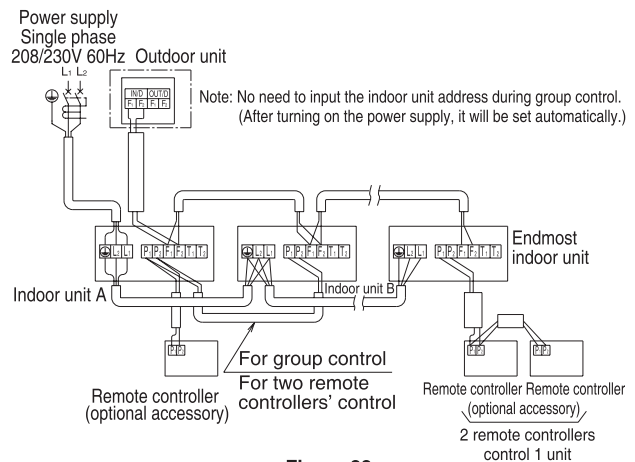 Power supply
Single phase
208/230V 60Hz
L₁ L₂
Outdoor unit
IN/D OUT/D
F₁ F₂ F₁ F₂
Note: No need to input the indoor unit address during group control.
(After turning on the power supply, it will be set automatically.)
L₂ L₁
P₁ P₂ F₁ F₂ T₁ T₂
L₂ L₁
P₁ P₂ F₁ F₂ T₁ T₂
L₂ L₁
P₁ P₂ F₁ F₂ T₁ T₂
Endmost
indoor unit
Indoor unit A
Indoor unit B
P₁ P₂
P₁ P₂
P₁ P₂
For group control
For two remote
controllers' control
Remote controller
(optional accessory)
Remote controller Remote controller
(optional accessory)
2 remote controllers
control 1 unit